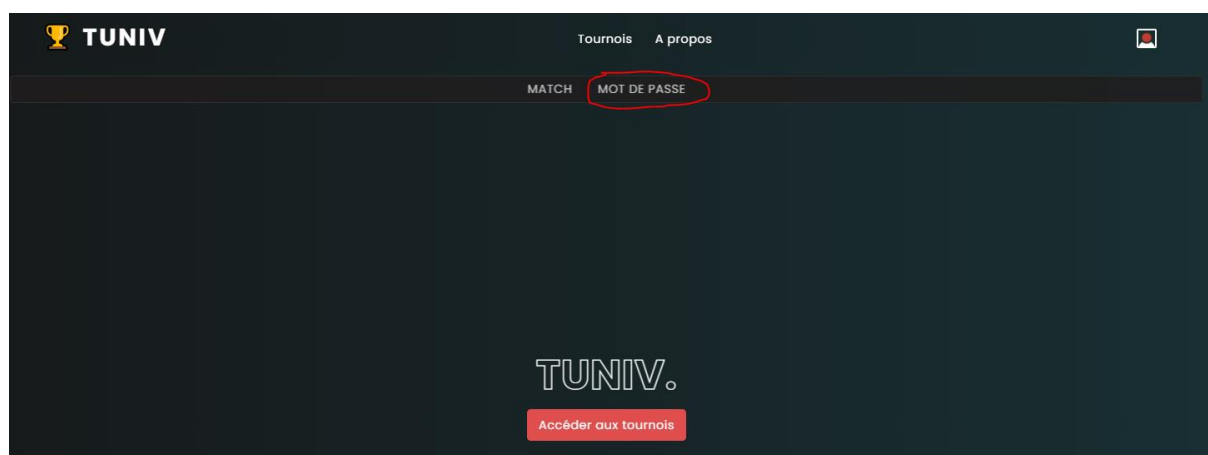 TUNIV
Tournois A propos
MATCH MOT DE PASSE
TUNIV.
Accéder aux tournois